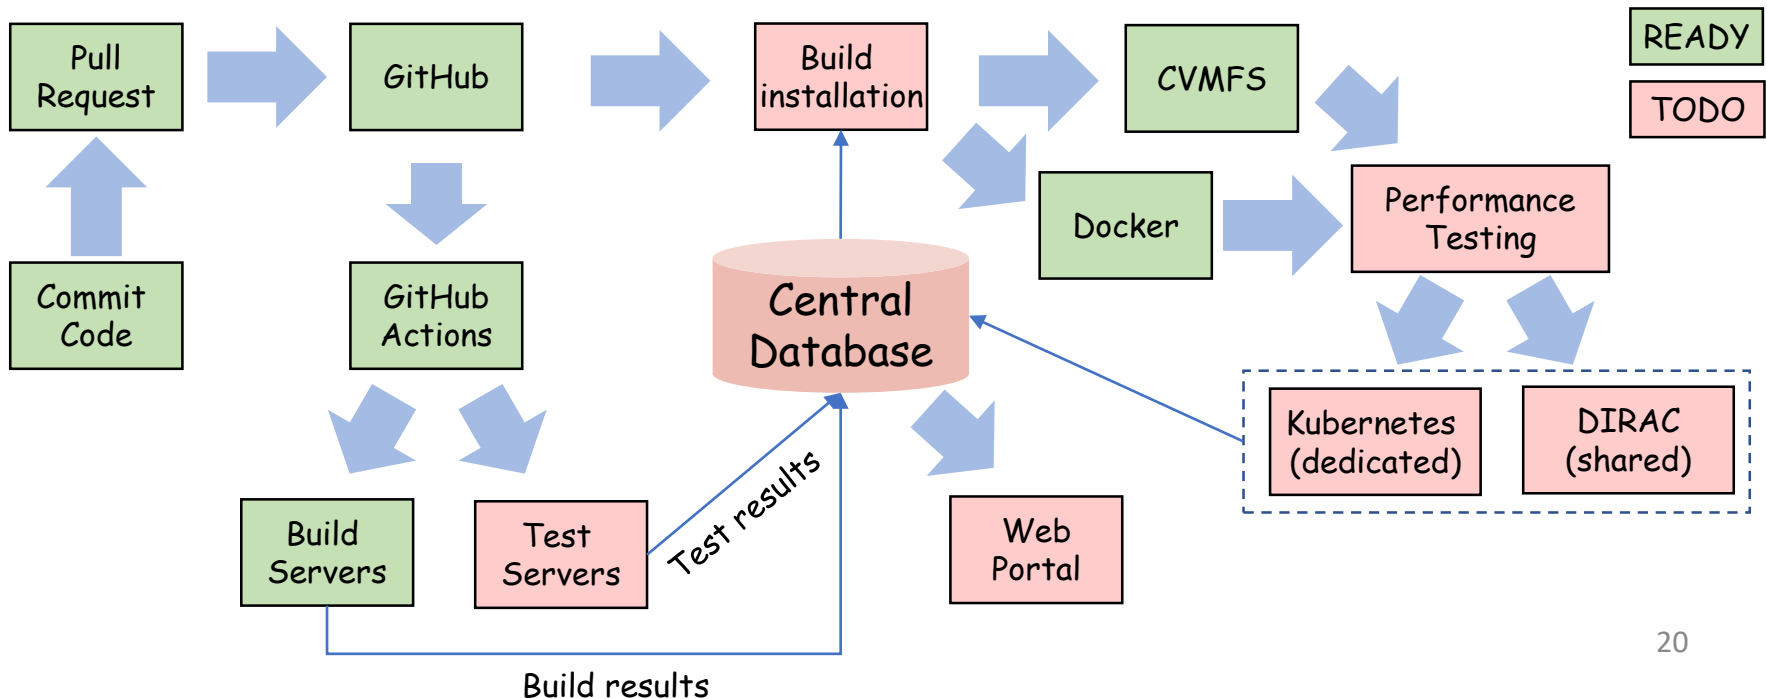 Pull
Request
GitHub
Build
installation
CVMFS
READY
TODO
Docker
Performance
Testing
Commit
Code
GitHub
Actions
Central
Database
Kubernetes
(dedicated)
DIRAC
(shared)
Build
Servers
Test
Servers
Test results
Web
Portal
Build results
20